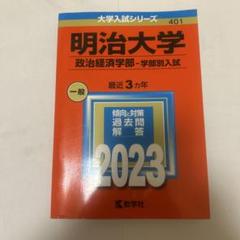 大学入試シリーズ
401
明治大学
政治経済学部-学部別入試
一般
最近3カ年
傾向と対策
過去問
解答
2023
教学社